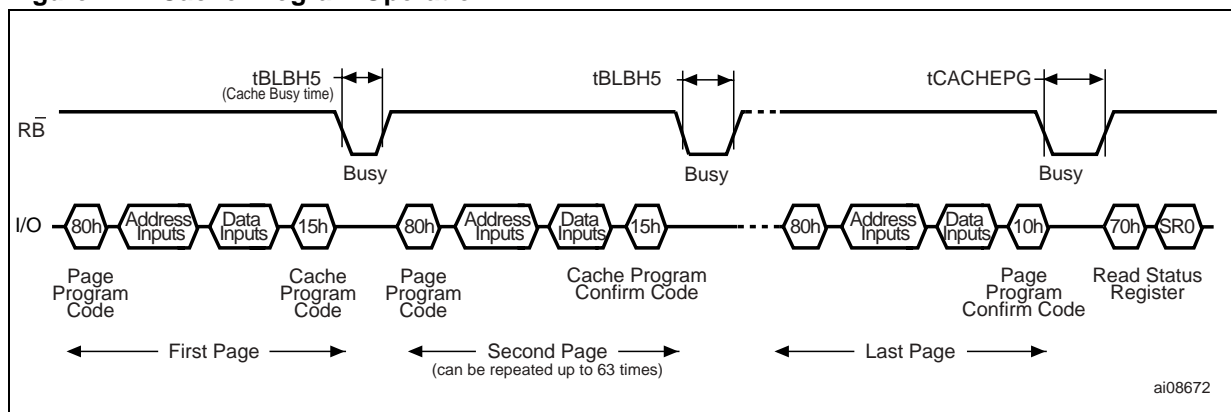 tBLBH5
(Cache Busy time)
tBLBH5
tCACHEPG
RB
Busy
Busy
Busy
I/O
80h
Address
Inputs
Data
Inputs
15h
80h
Address
Inputs
Data
Inputs
15h
80h
Address
Inputs
Data
Inputs
10h
70h
SR0
Page
Program
Code
Cache
Program
Code
Page
Program
Code
Cache Program
Confirm Code
Page
Program
Confirm Code
Read Status
Register
First Page
Second Page
(can be repeated up to 63 times)
Last Page
ai08672